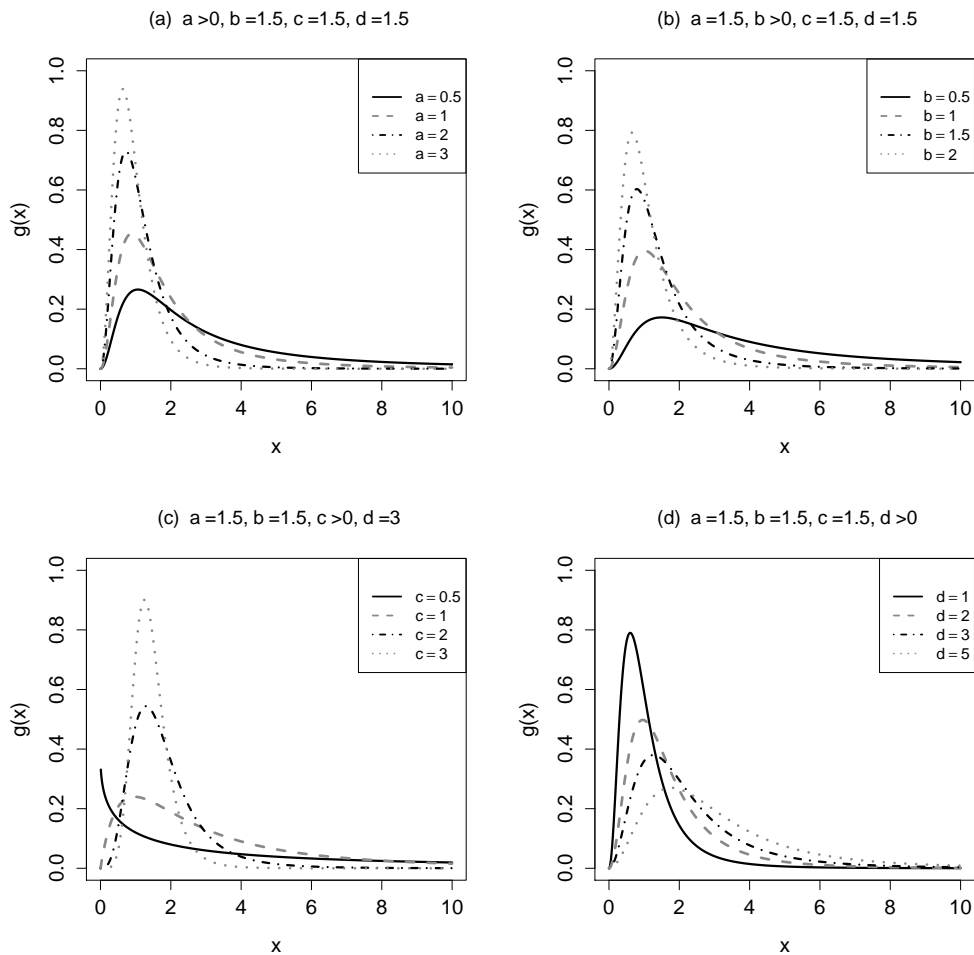 (a) a >0, b =1.5, c =1.5, d =1.5
g(x)
1.0
0.8
0.6
0.4
0.2
0.0
a = 0.5
a = 1
a = 2
a = 3
0 2 4 6 8 10
x
(b) a =1.5, b >0, c =1.5, d =1.5
g(x)
1.0
0.8
0.6
0.4
0.2
0.0
b = 0.5
b = 1
b = 1.5
b = 2
0 2 4 6 8 10
x
(c) a =1.5, b =1.5, c >0, d =3
g(x)
1.0
0.8
0.6
0.4
0.2
0.0
c = 0.5
c = 1
c = 2
c = 3
0 2 4 6 8 10
x
(d) a =1.5, b =1.5, c =1.5, d >0
g(x)
1.0
0.8
0.6
0.4
0.2
0.0
d = 1
d = 2
d = 3
d = 5
0 2 4 6 8 10
x